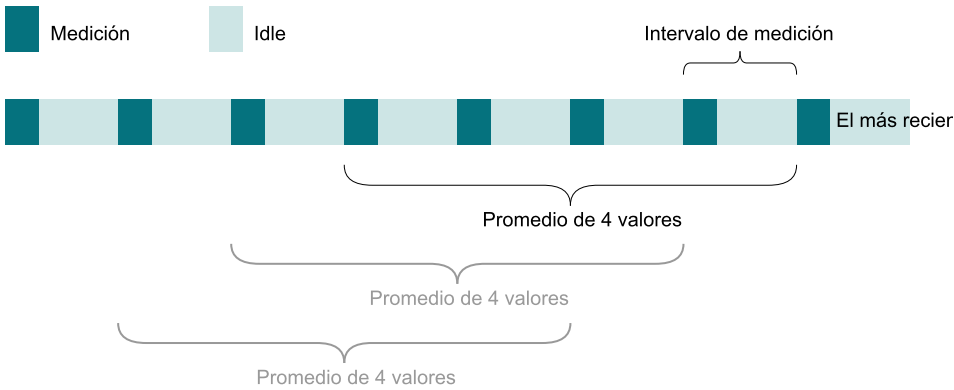 Medición
Idle
Intervalo de medición
El más recien
Promedio de 4 valores
Promedio de 4 valores
Promedio de 4 valores